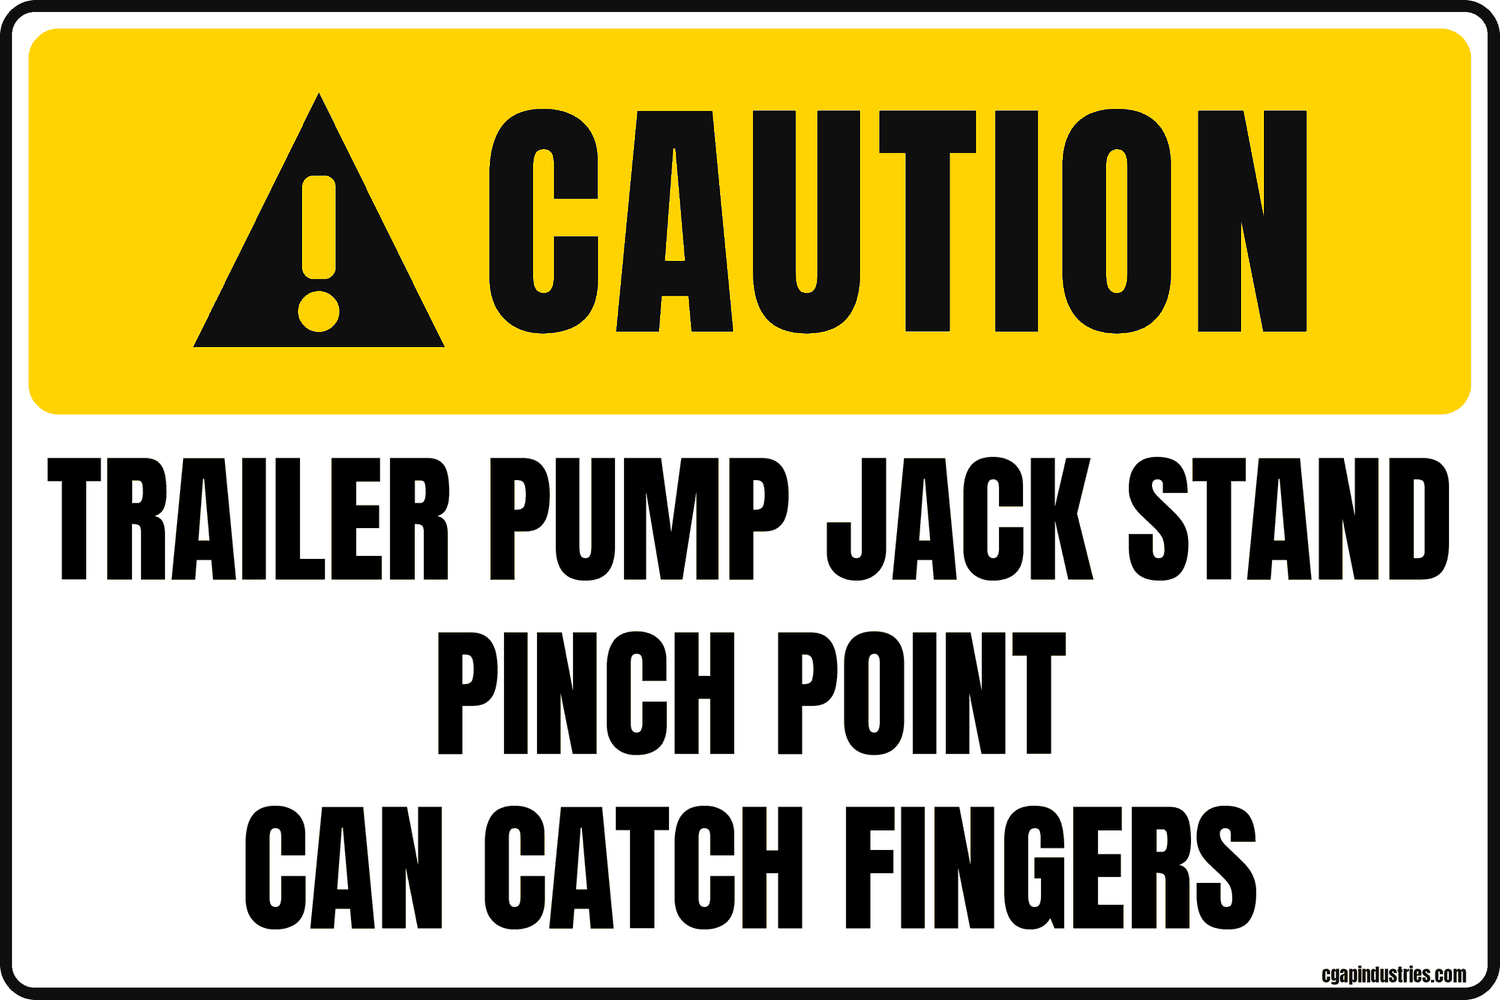 CAUTION
TRAILER PUMP JACK STAND
PINCH POINT
CAN CATCH FINGERS
cgapindustries.com